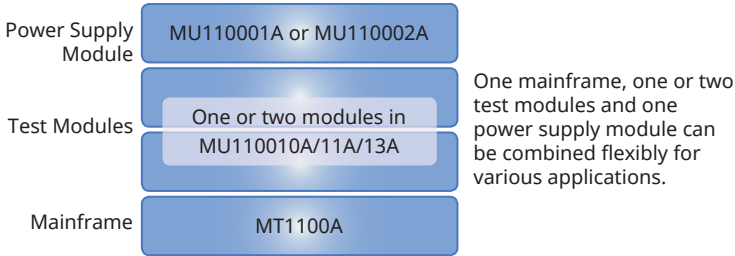 Power Supply
Module
MU110001A or MU110002A
Test Modules
One or two modules in
MU110010A/11A/13A
Mainframe
MT1100A
One mainframe, one or two
test modules and one
power supply module can
be combined flexibly for
various applications.